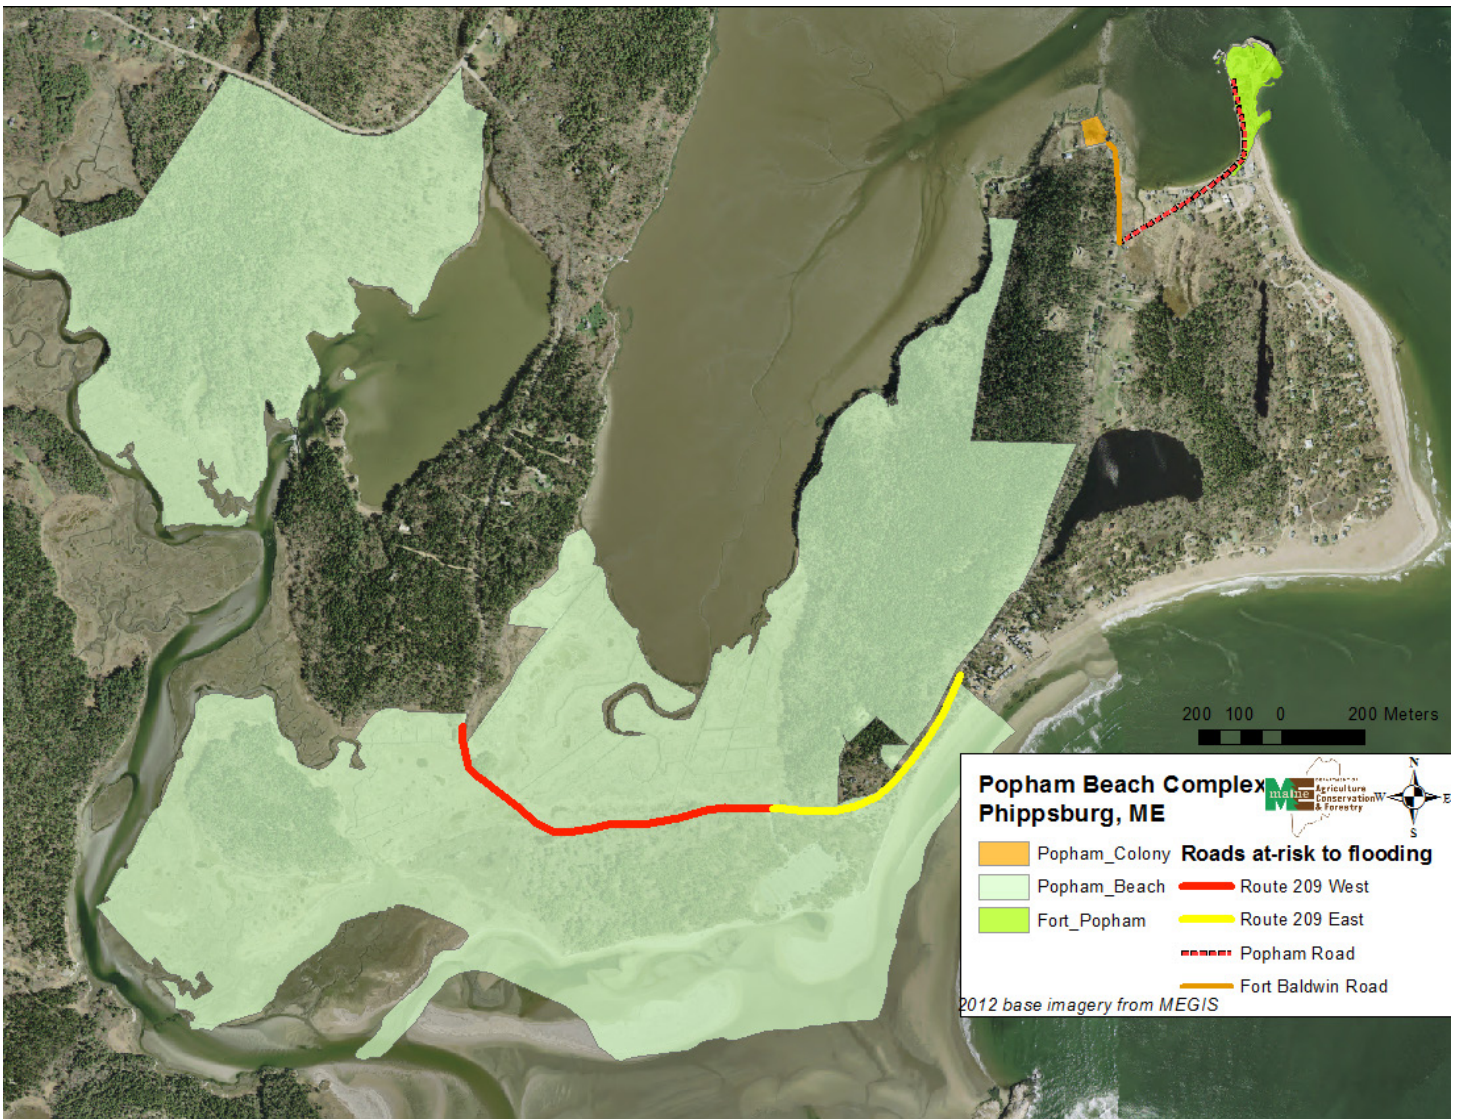 200 100 0 200 Meters
Popham Beach Complex
Phippsburg, ME
maine
DEPARTMENT OF
Agriculture
Conservation
& Forestry
N
W
E
S
Popham_Colony
Popham_Beach
Fort_Popham
Roads at-risk to flooding
Route 209 West
Route 209 East
Popham Road
Fort Baldwin Road
2012 base imagery from MEGIS